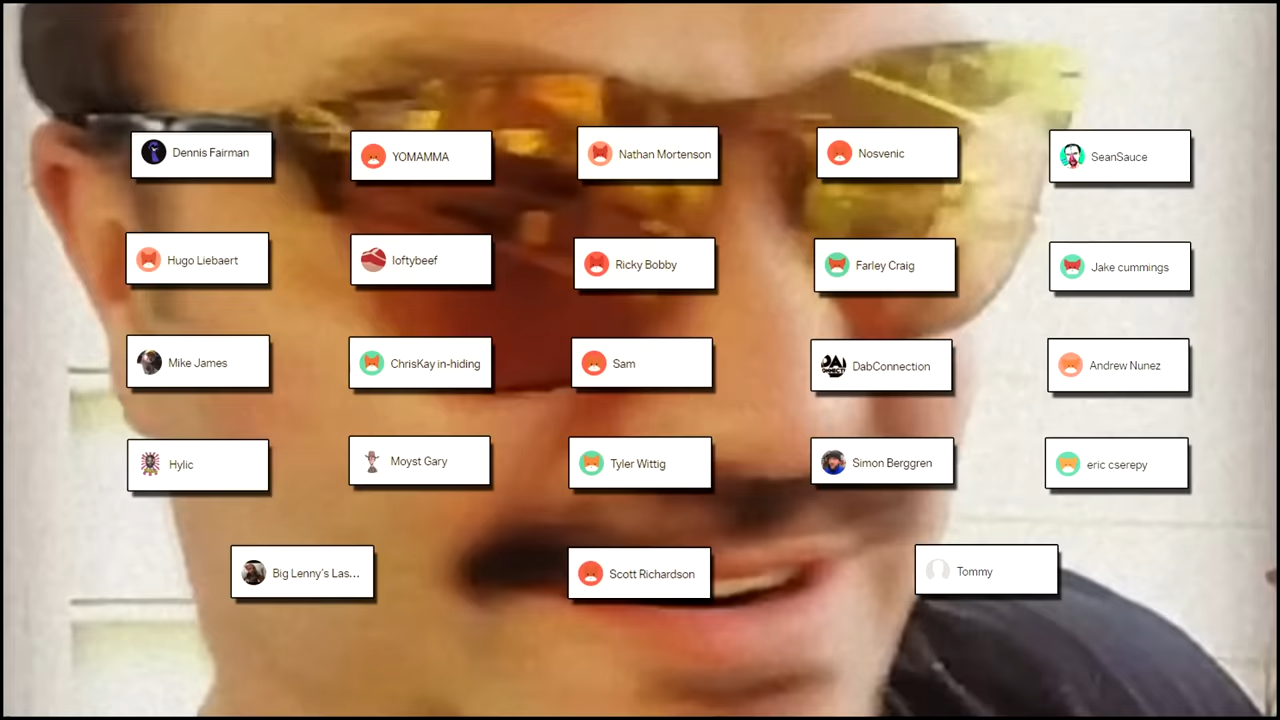 Dennis Fairman
YOMAMMA
Nathan Mortenson
Nosvenic
SeanSauce
Hugo Liebaert
loftybeef
Ricky Bobby
Farley Craig
Jake cummings
Mike James
ChrisKay in-hiding
Sam
DabConnection
Andrew Nunez
Hylic
Moyst Gary
Tyler Wittig
Simon Berggren
eric cserepy
Big Lenny's Las...
Scott Richardson
Tommy